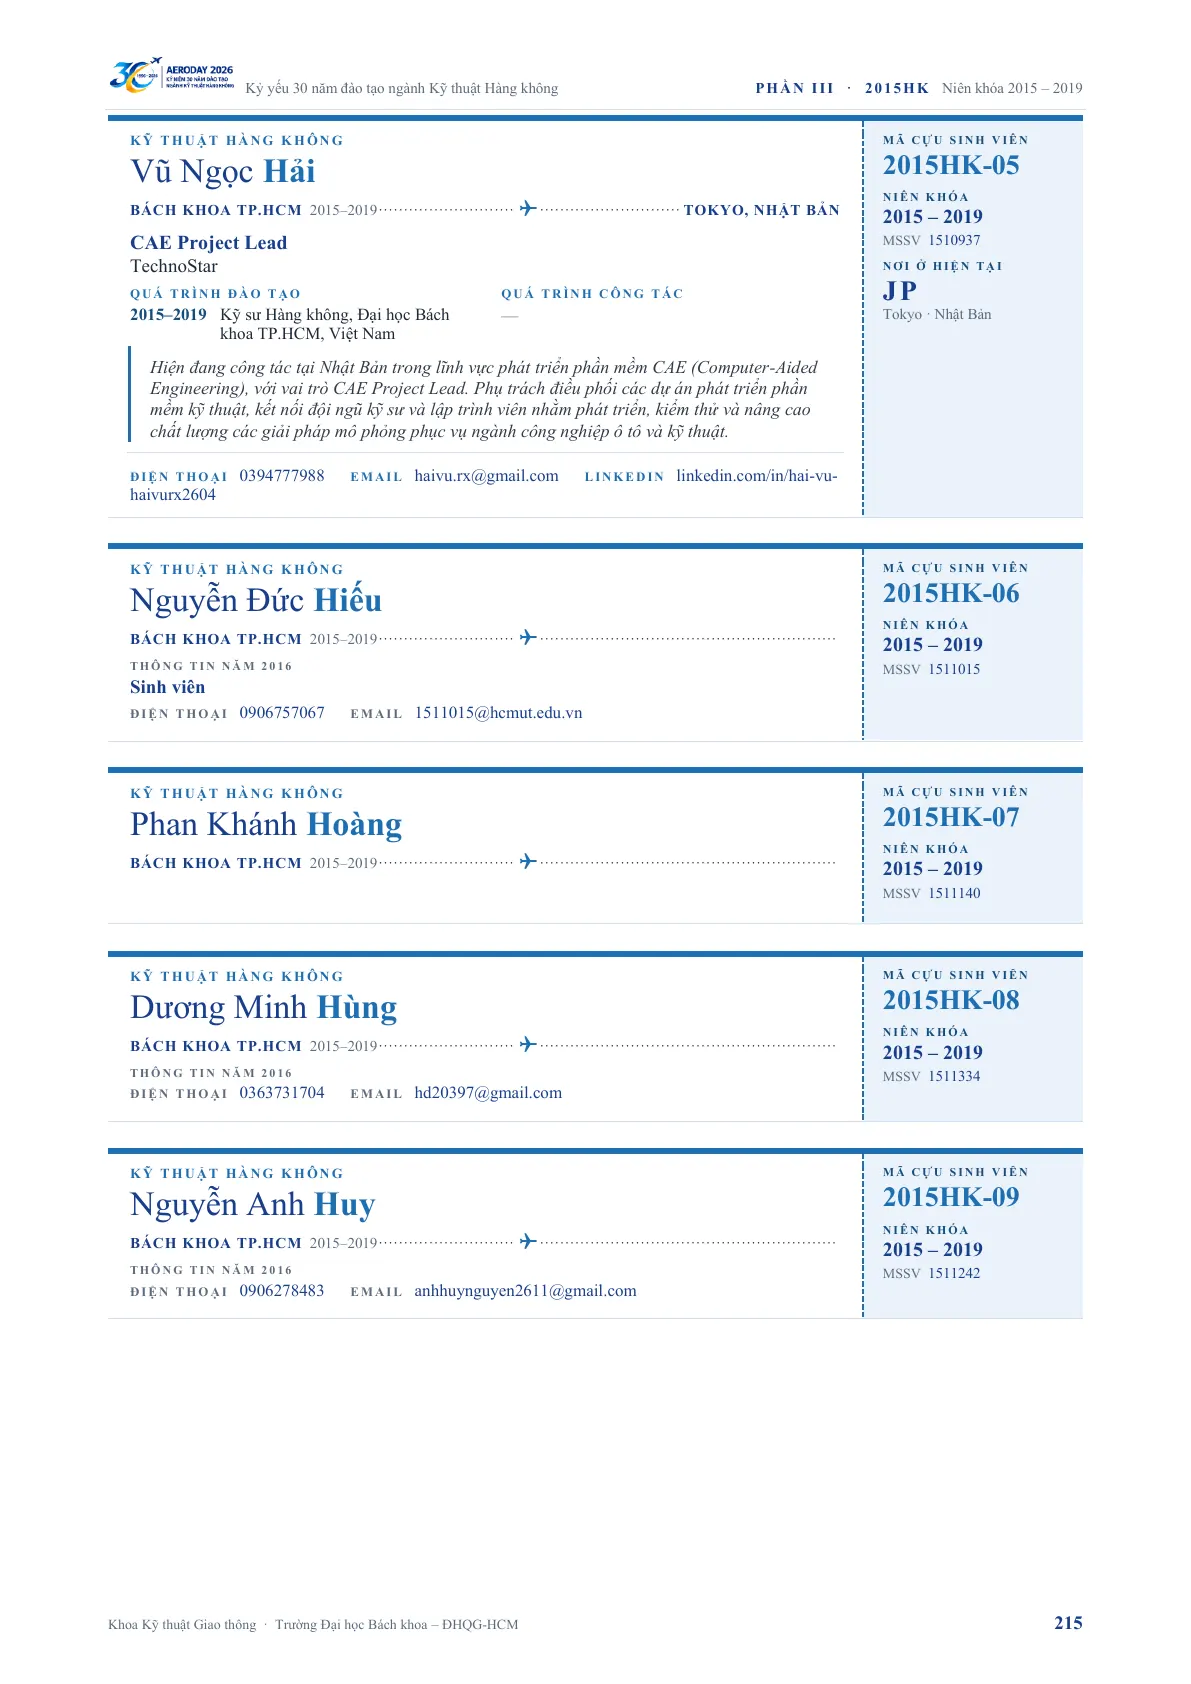 AERODAY 2026
KỶ NIỆM 30 NĂM ĐÀO TẠO
NGÀNH KỸ THUẬT HÀNG KHÔNG
Kỷ yếu 30 năm đào tạo ngành Kỹ thuật Hàng không
PHẦN III · 2015HK Niên khóa 2015 – 2019
KỸ THUẬT HÀNG KHÔNG
Vũ Ngọc Hải
BÁCH KHOA TP.HCM 2015–2019 TOKYO, NHẬT BẢN
CAE Project Lead
TechnoStar
QUÁ TRÌNH ĐÀO TẠO
2015–2019 Kỹ sư Hàng không, Đại học Bách
khoa TP.HCM, Việt Nam
QUÁ TRÌNH CÔNG TÁC
—
Hiện đang công tác tại Nhật Bản trong lĩnh vực phát triển phần mềm CAE (Computer-Aided
Engineering), với vai trò CAE Project Lead. Phụ trách điều phối các dự án phát triển phần
mềm kỹ thuật, kết nối đội ngũ kỹ sư và lập trình viên nhằm phát triển, kiểm thử và nâng cao
chất lượng các giải pháp mô phỏng phục vụ ngành công nghiệp ô tô và kỹ thuật.
ĐIỆN THOẠI 0394777988 EMAIL haivu.rx@gmail.com LINKEDIN linkedin.com/in/hai-vu-
haivurx2604
MÃ CỰU SINH VIÊN
2015HK-05
NIÊN KHÓA
2015 – 2019
MSSV 1510937
NƠI Ở HIỆN TẠI
JP
Tokyo · Nhật Bản
KỸ THUẬT HÀNG KHÔNG
Nguyễn Đức Hiếu
BÁCH KHOA TP.HCM 2015–2019
THÔNG TIN NĂM 2016
Sinh viên
ĐIỆN THOẠI 0906757067 EMAIL 1511015@hcmut.edu.vn
MÃ CỰU SINH VIÊN
2015HK-06
NIÊN KHÓA
2015 – 2019
MSSV 1511015
KỸ THUẬT HÀNG KHÔNG
Phan Khánh Hoàng
BÁCH KHOA TP.HCM 2015–2019
MÃ CỰU SINH VIÊN
2015HK-07
NIÊN KHÓA
2015 – 2019
MSSV 1511140
KỸ THUẬT HÀNG KHÔNG
Dương Minh Hùng
BÁCH KHOA TP.HCM 2015–2019
THÔNG TIN NĂM 2016
ĐIỆN THOẠI 0363731704 EMAIL hd20397@gmail.com
MÃ CỰU SINH VIÊN
2015HK-08
NIÊN KHÓA
2015 – 2019
MSSV 1511334
KỸ THUẬT HÀNG KHÔNG
Nguyễn Anh Huy
BÁCH KHOA TP.HCM 2015–2019
THÔNG TIN NĂM 2016
ĐIỆN THOẠI 0906278483 EMAIL anhhuynguyen2611@gmail.com
MÃ CỰU SINH VIÊN
2015HK-09
NIÊN KHÓA
2015 – 2019
MSSV 1511242
Khoa Kỹ thuật Giao thông · Trường Đại học Bách khoa – ĐHQG-HCM
215